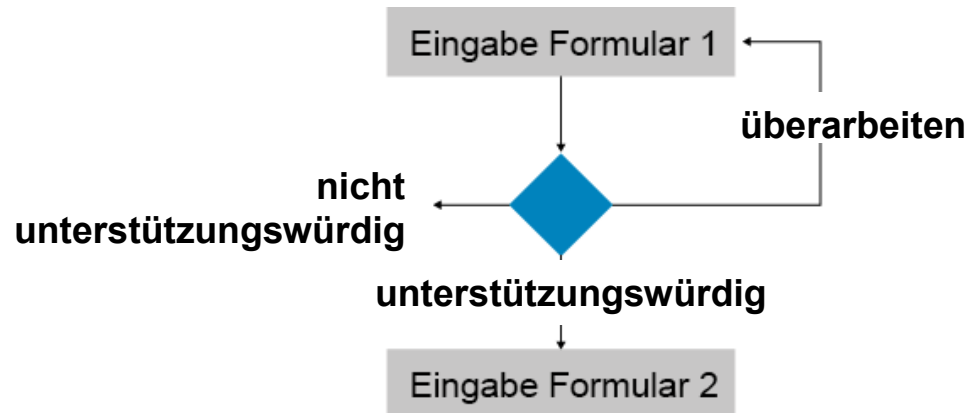 Eingabe Formular 1
überarbeiten
nicht
unterstützungswürdig
unterstützungswürdig
Eingabe Formular 2